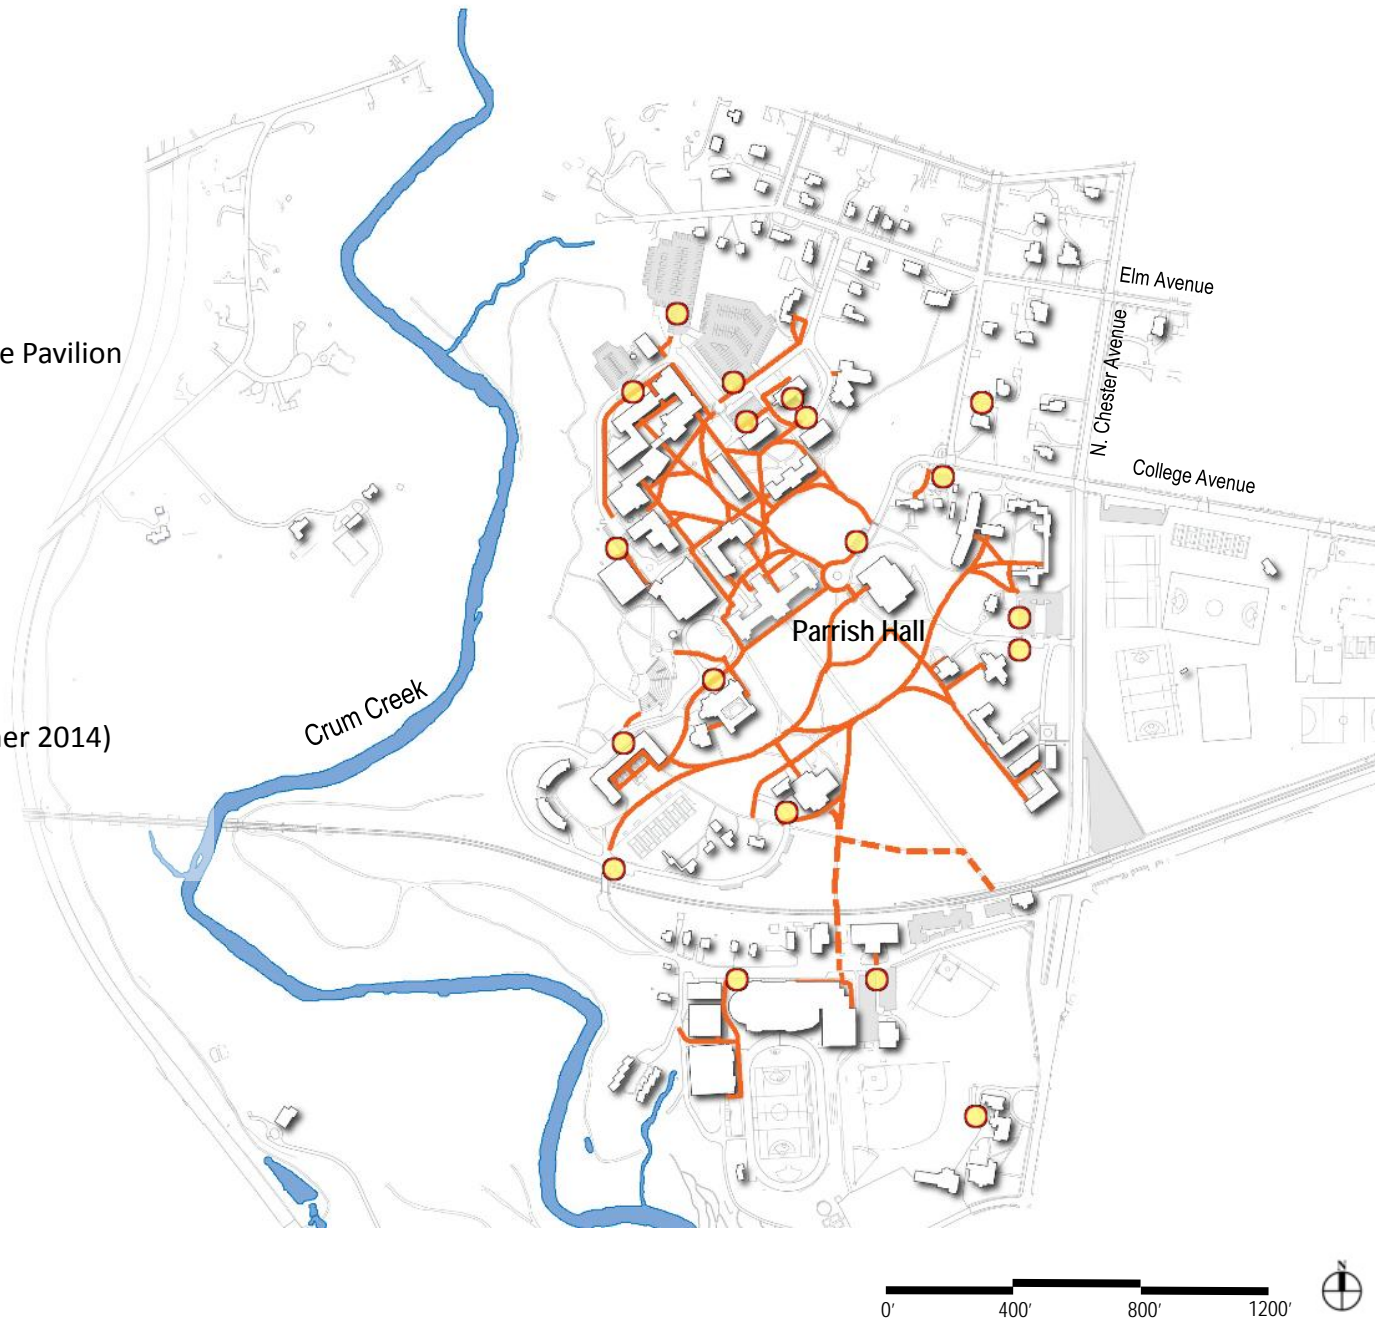 Elm Avenue
N. Chester Avenue
e Pavilion
College Avenue
Parrish Hall
Crum Creek
er 2014)
N
0' 400' 800' 1200'